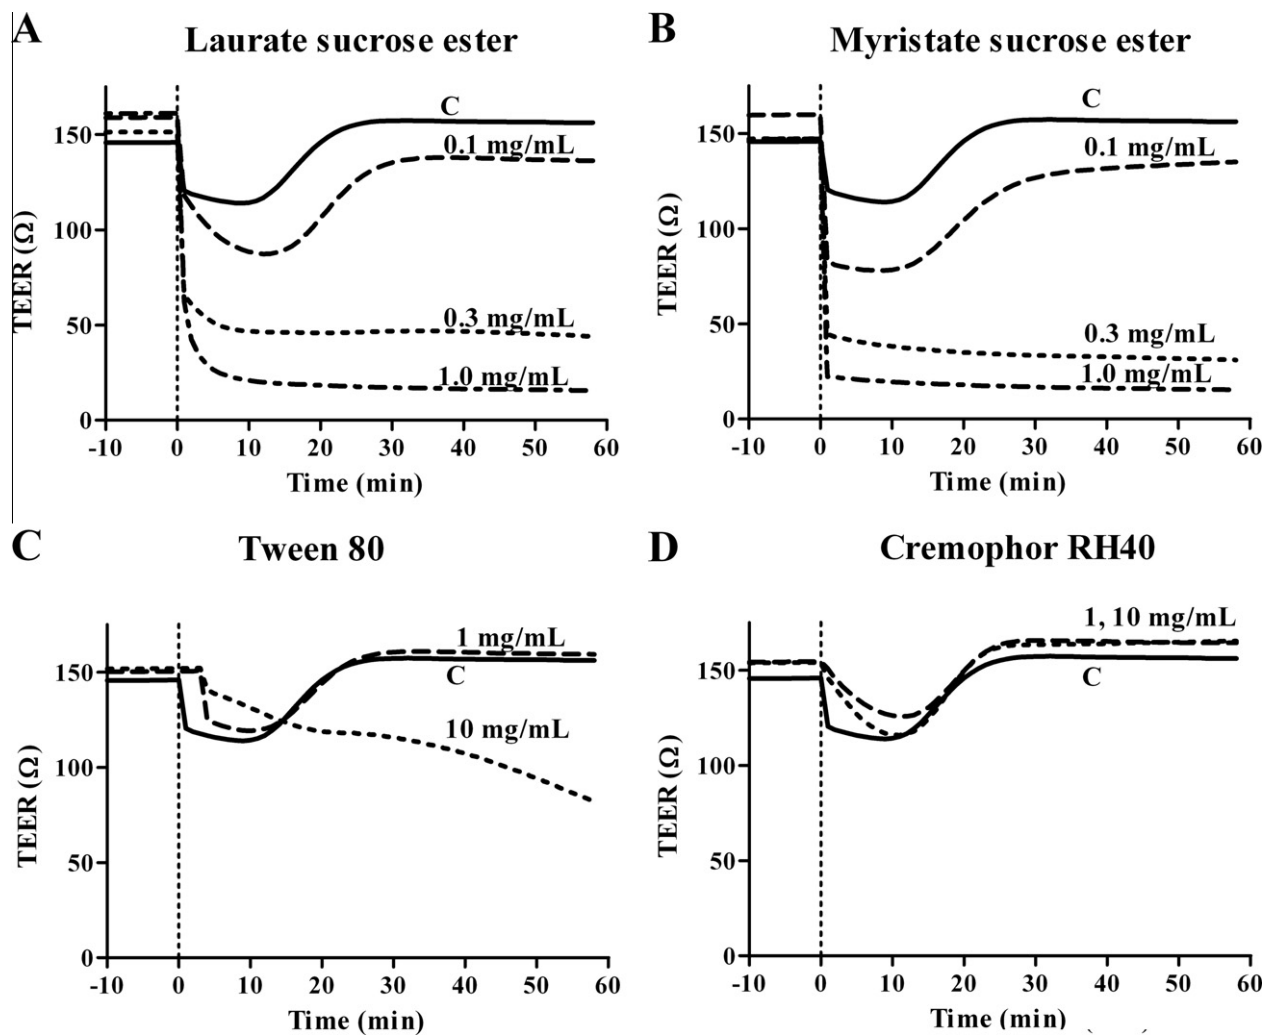 A
Laurate sucrose ester
C
0.1 mg/mL
0.3 mg/mL
1.0 mg/mL
150
100
50
0
TEER (Ω)
-10 0 10 20 30 40 50 60
Time (min)
B
Myristate sucrose ester
C
0.1 mg/mL
0.3 mg/mL
1.0 mg/mL
150
100
50
0
TEER (Ω)
-10 0 10 20 30 40 50 60
Time (min)
C
Tween 80
1 mg/mL
C
10 mg/mL
150
100
50
0
TEER (Ω)
-10 0 10 20 30 40 50 60
Time (min)
D
Cremophor RH40
1, 10 mg/mL
C
150
100
50
0
TEER (Ω)
-10 0 10 20 30 40 50 60
Time (min)